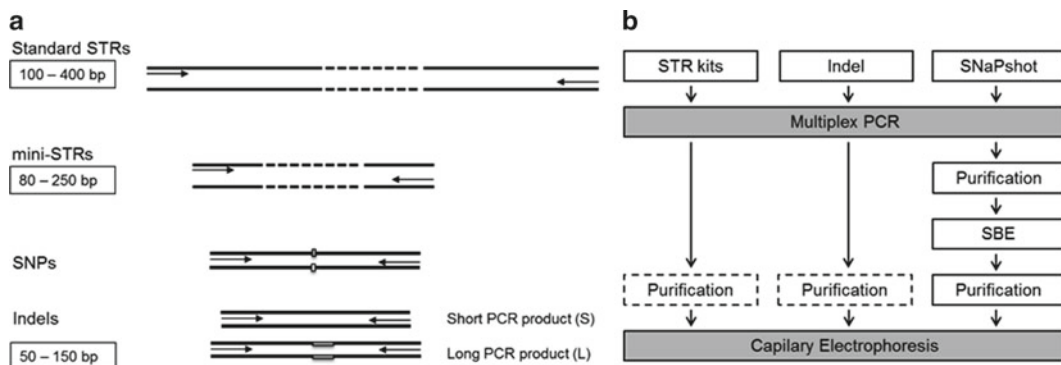 a
Standard STRs
100 – 400 bp
mini-STRs
80 – 250 bp
SNPs
Indels
Short PCR product (S)
50 – 150 bp
Long PCR product (L)
b
STR kits
Indel
SNaPshot
Multiplex PCR
Purification
SBE
Purification
Purification
Purification
Capilary Electrophoresis